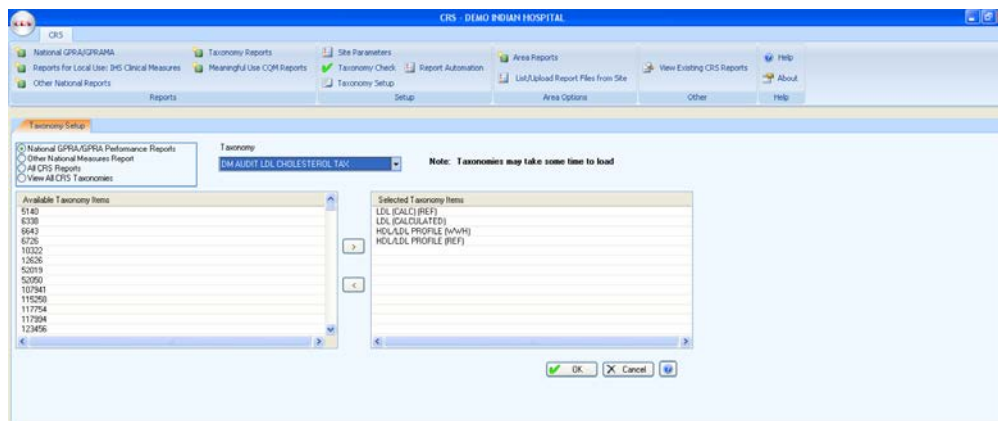 CRS - DEMO INDIAN HOSPITAL
CRS
National GPRA/GPRAMA
Taxonomy Reports
Site Parameters
Area Reports
Help
Reports for Local Use: IHS Clinical Measures
Meaningful Use CQM Reports
Taxonomy Check
Report Automation
View Existing CRS Reports
Other National Reports
Taxonomy Setup
List/Upload Report Files from Site
About
Reports
Setup
Area Options
Other
Help
Taxonomy Setup
National GPRA/GPRA Performance Reports
Other National Measures Report
All CRS Reports
View All CRS Taxonomies
Taxonomy
DM AUDIT LDL CHOLESTEROL TAX
Note: Taxonomies may take some time to load
Available Taxonomy Items
5140
6338
6643
6726
10322
12626
52019
52050
107941
115250
117754
117994
123456
>
<
Selected Taxonomy Items
LDL (CALC) (REF)
LDL (CALCULATED)
HDL/LDL PROFILE (WWH)
HDL/LDL PROFILE (REF)
OK
Cancel